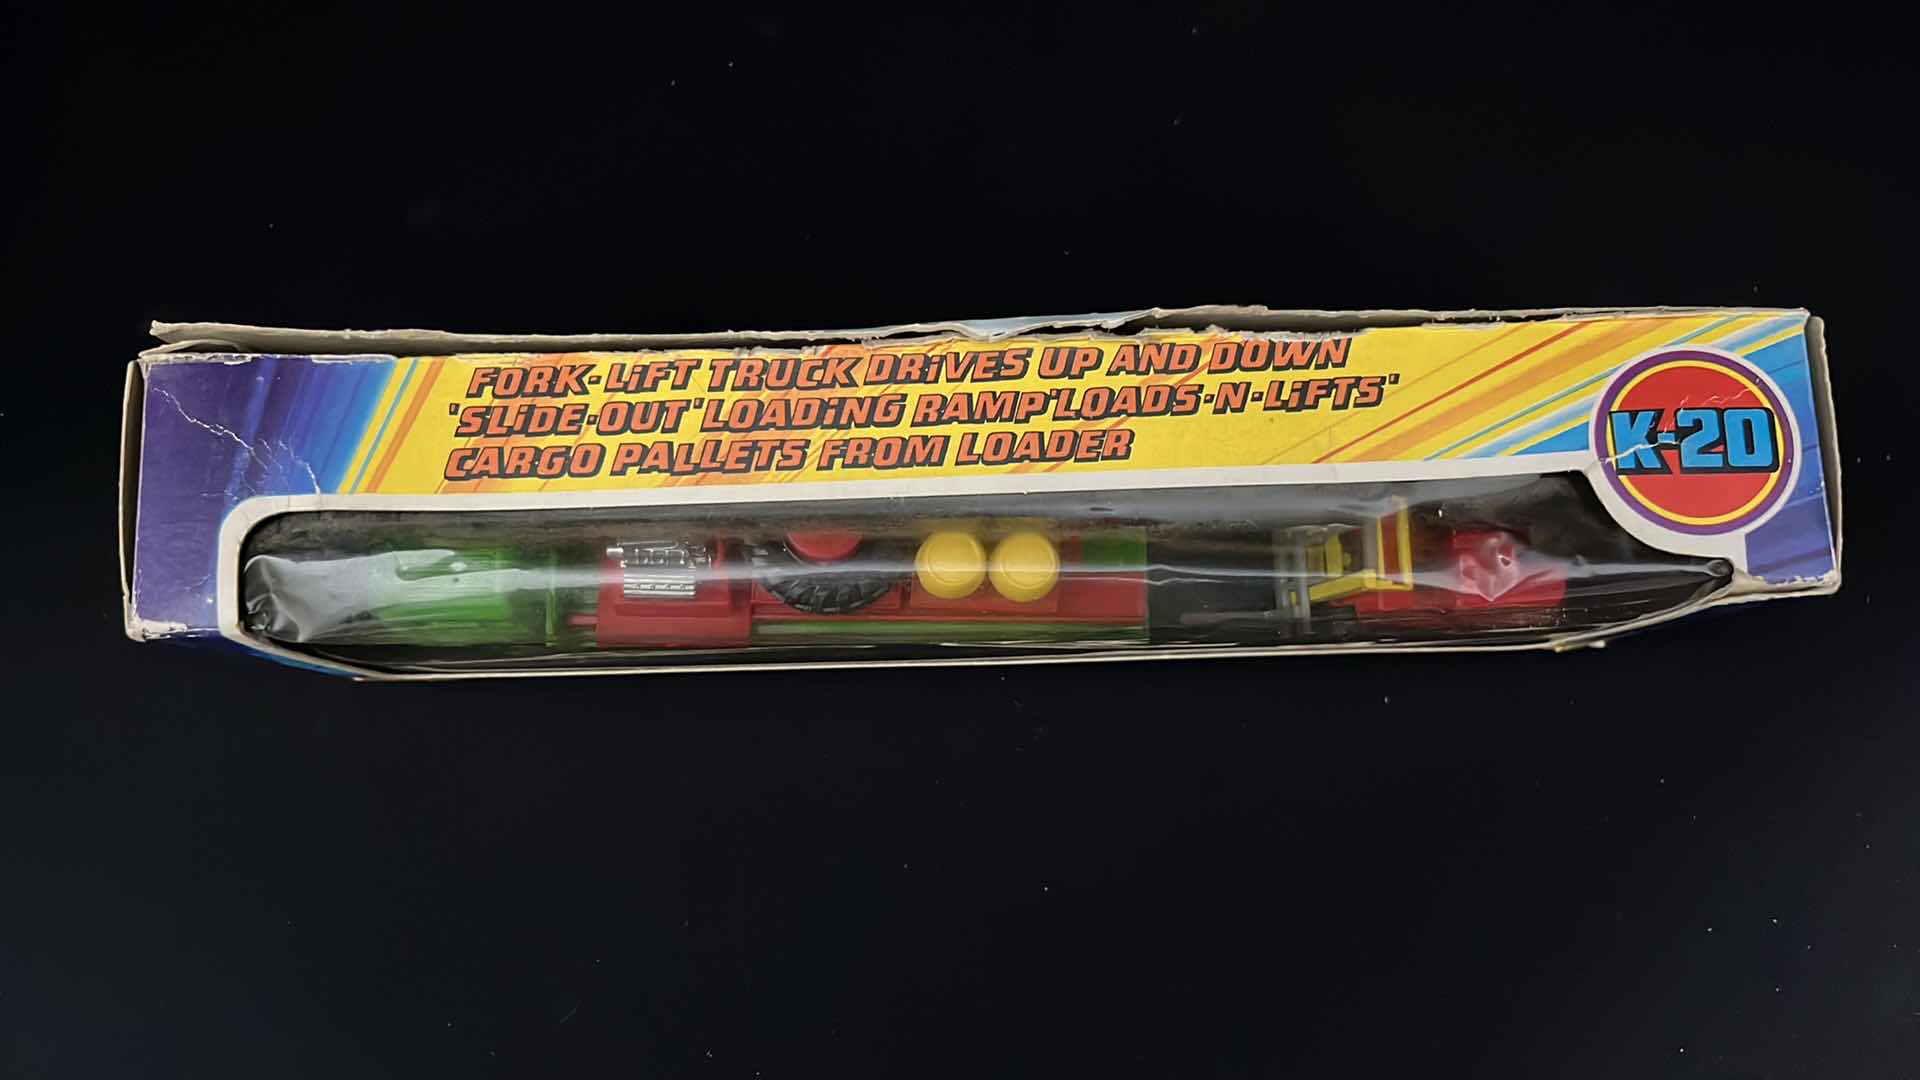 FORK-LiFT TRUCK DRiVES UP AND DOWN
'SLiDE-OUT' LOADiNG RAMP 'LOADS-N-LiFTS'
CARGO PALLETS FROM LOADER
K-20